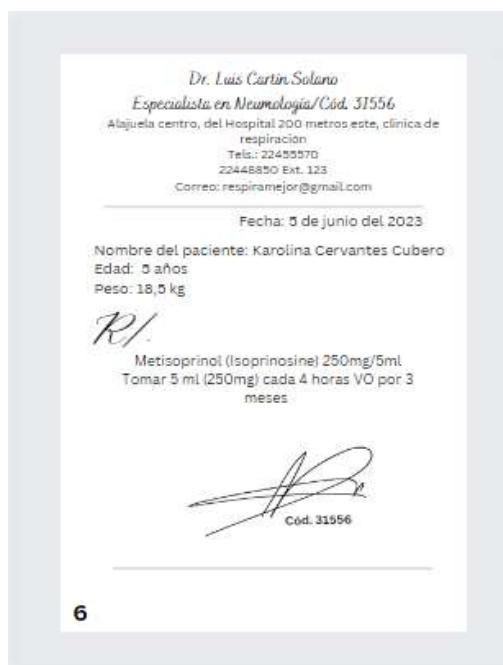 Dr. Luis Cartín Solano
Especialista en Neumología/Cód. 31556
Alajuela centro, del Hospital 200 metros este, clínica de
respiración
Tels.: 22455570
22448850 Ext. 123
Correo: respiramejor@gmail.com
Fecha: 5 de junio del 2023
Nombre del paciente: Karolina Cervantes Cubero
Edad: 5 años
Peso: 18,5 kg
R/.
Metisoprinol (Isoprinosine) 250mg/5ml
Tomar 5 ml (250mg) cada 4 horas VO por 3
meses
Cód. 31556
6